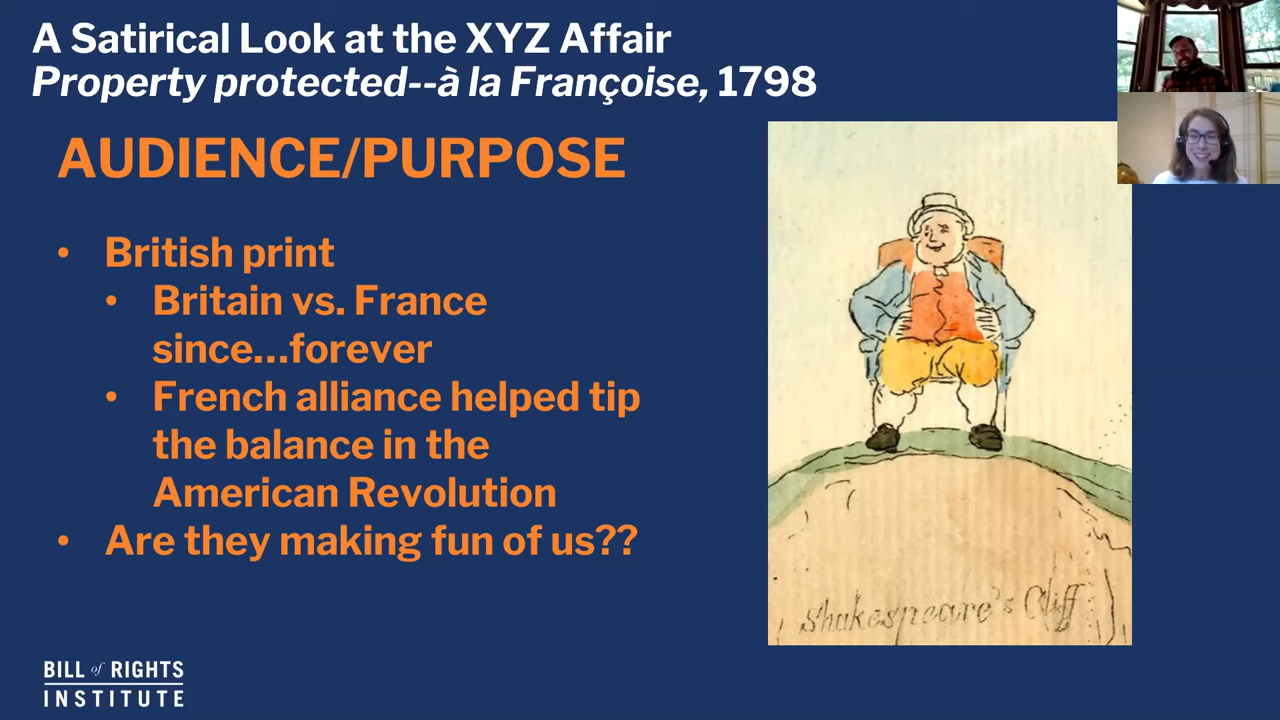 A Satirical Look at the XYZ Affair
Property protected--à la Françoise, 1798
AUDIENCE/PURPOSE
• British print
• Britain vs. France
since...forever
• French alliance helped tip
the balance in the
American Revolution
• Are they making fun of us??
Shakespeare's Cliff
BILL of RIGHTS
INSTITUTE